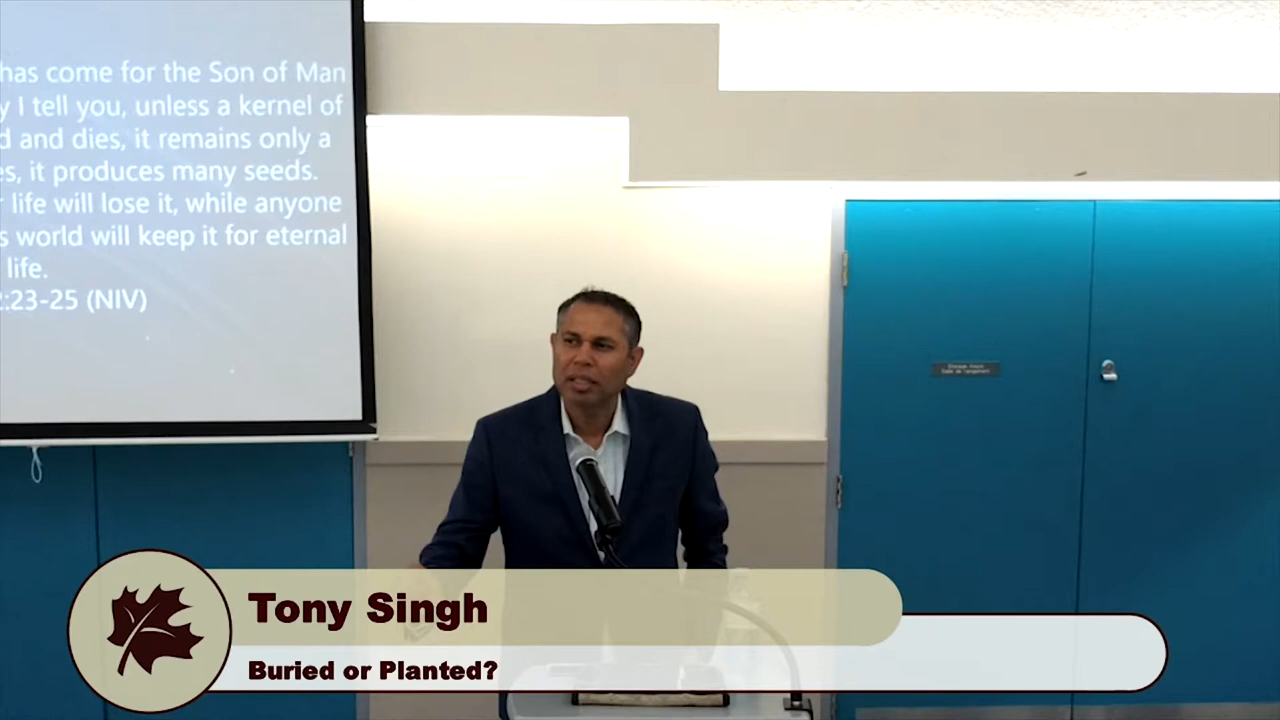 has come for the Son of Man
y I tell you, unless a kernel of
d and dies, it remains only a
es, it produces many seeds.
r life will lose it, while anyone
s world will keep it for eternal
life.
2:23-25 (NIV)
Tony Singh
Buried or Planted?